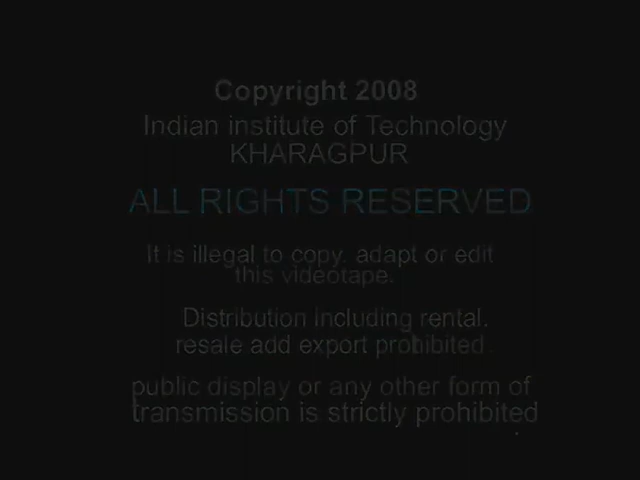 Copyright 2008
Indian institute of Technology
KHARAGPUR
ALL RIGHTS RESERVED
It is illegal to copy. adapt or edit
this videotape.
Distribution including rental.
resale add export prohibited.
public display or any other form of
transmission is strictly prohibited